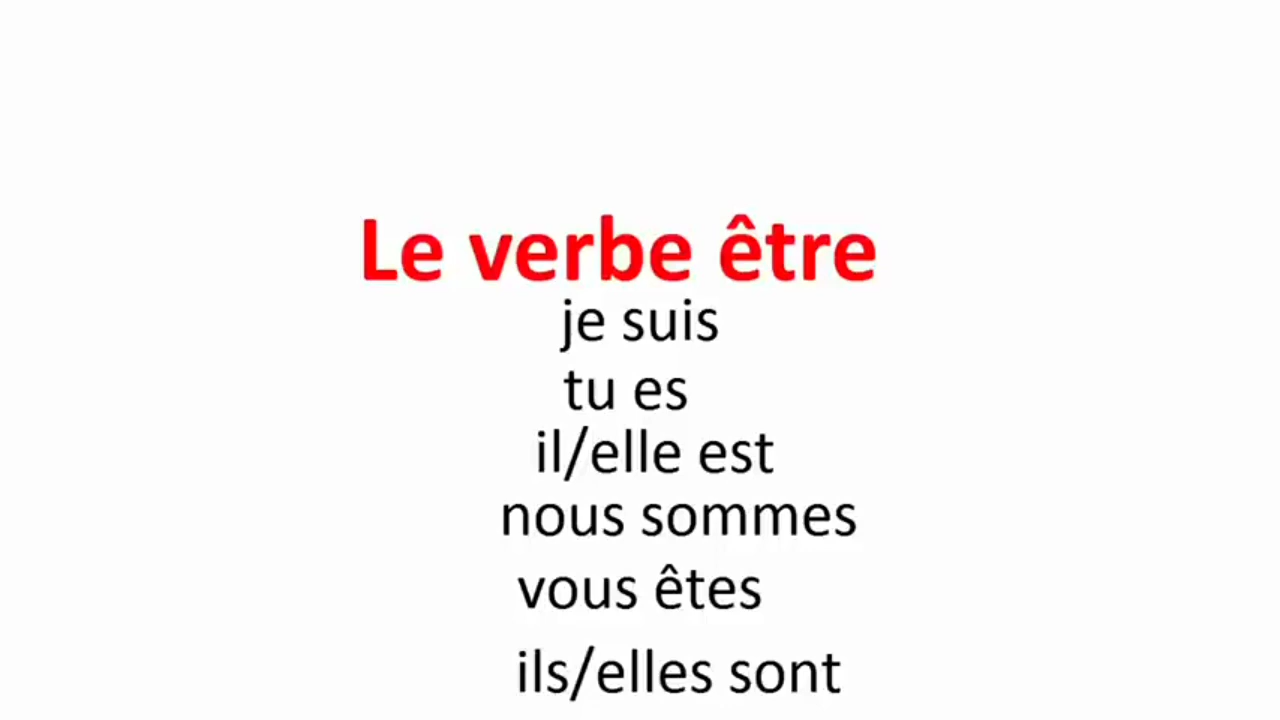 Le verbe être
je suis
tu es
il/elle est
nous sommes
vous êtes
ils/elles sont